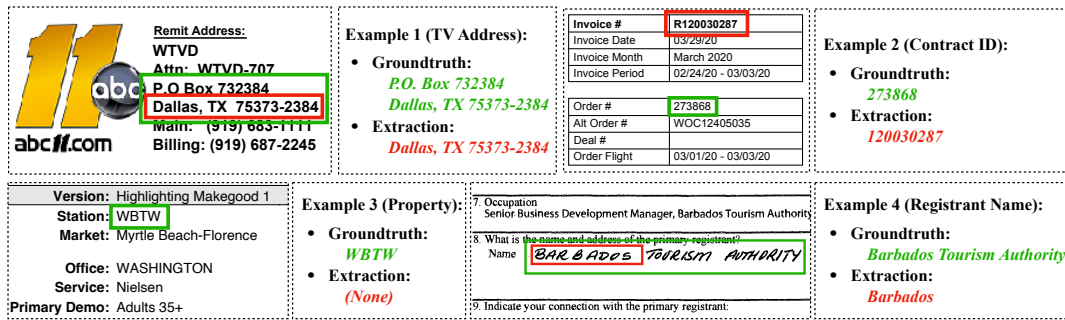 11
abc
abc11.com
Remit Address:
WTVD
Attn: WTVD-707
P.O Box 732384
Dallas, TX 75373-2384
Main: (919) 683-1111
Billing: (919) 687-2245
Example 1 (TV Address):
• Groundtruth:
P.O. Box 732384
Dallas, TX 75373-2384
• Extraction:
Dallas, TX 75373-2384
Invoice # R120030287
Invoice Date 03/29/20
Invoice Month March 2020
Invoice Period 02/24/20 - 03/03/20
Order # 273868
Alt Order # WOC12405035
Deal #
Order Flight 03/01/20 - 03/03/20
Example 2 (Contract ID):
• Groundtruth:
273868
• Extraction:
120030287
Version: Highlighting Makegood 1
Station: WBTW
Market: Myrtle Beach-Florence
Office: WASHINGTON
Service: Nielsen
Primary Demo: Adults 35+
Example 3 (Property):
• Groundtruth:
WBTW
• Extraction:
(None)
7. Occupation
Senior Business Development Manager, Barbados Tourism Authority
8. What is the name and address of the primary registrant?
Name BARBADOS TOURISM AUTHORITY
9. Indicate your connection with the primary registrant:
Example 4 (Registrant Name):
• Groundtruth:
Barbados Tourism Authority
• Extraction:
Barbados